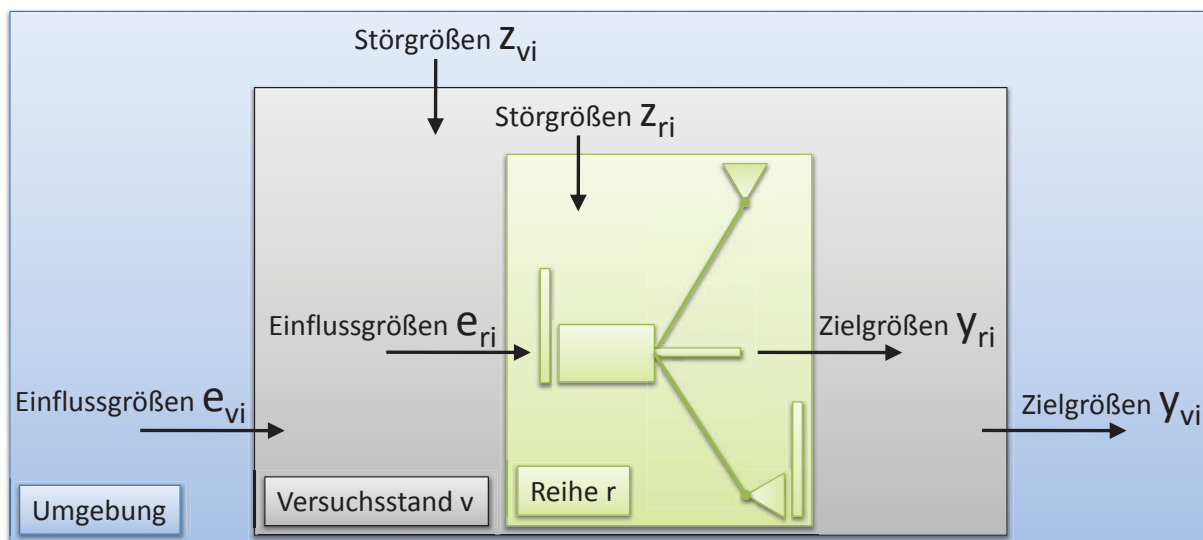 Störgrößen z_vi
Störgrößen z_ri
Einflussgrößen e_ri
Zielgrößen y_ri
Einflussgrößen e_vi
Zielgrößen y_vi
Umgebung
Versuchsstand v
Reihe r